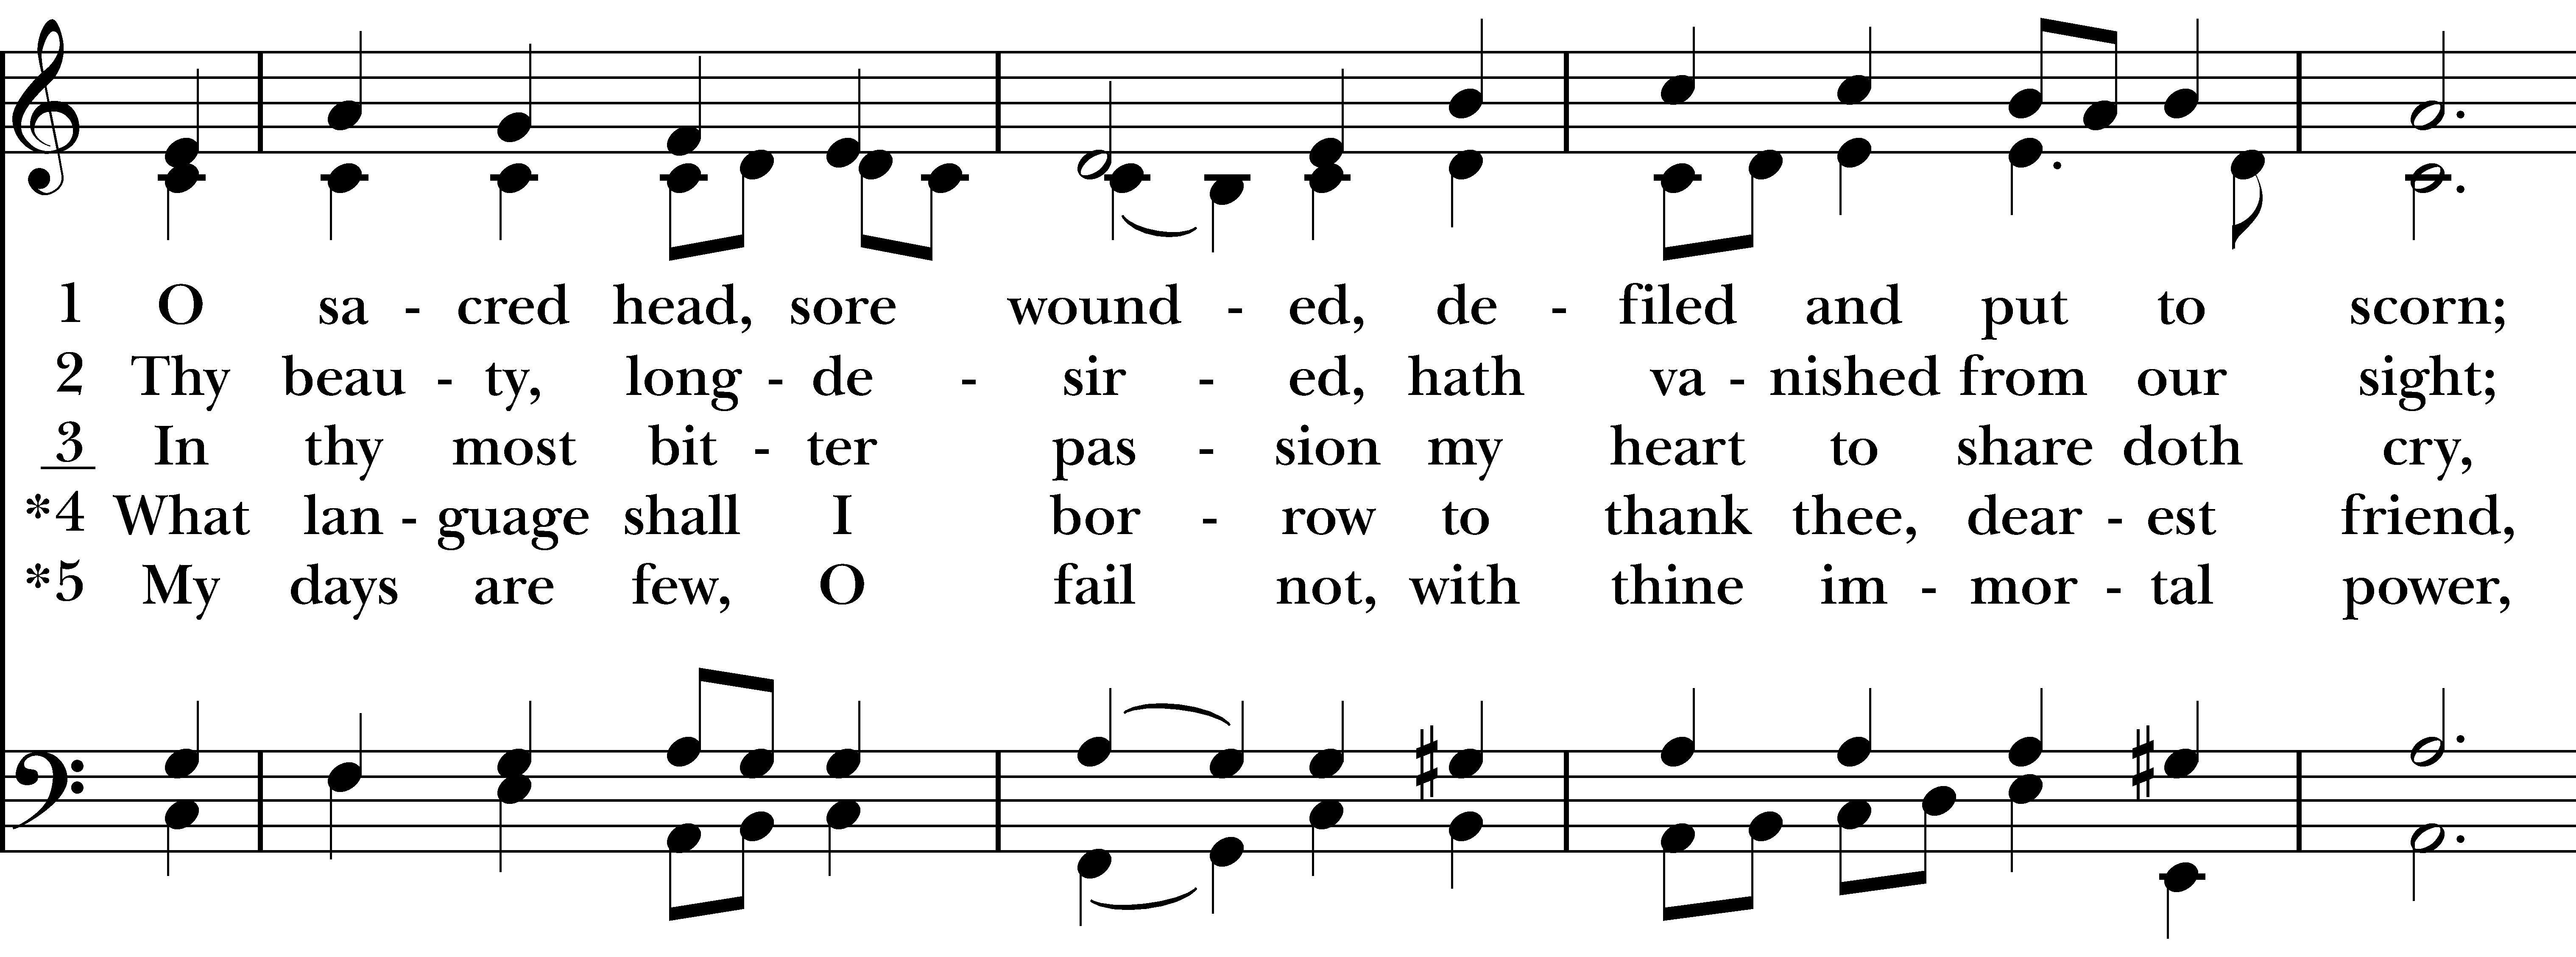 1 O sa - cred head, sore wound - ed, de - filed and put to scorn;
2 Thy beau - ty, long - de - sir - ed, hath va - nished from our sight;
3 In thy most bit - ter pas - sion my heart to share doth cry,
*4 What lan - guage shall I bor - row to thank thee, dear - est friend,
*5 My days are few, O fail not, with thine im - mor - tal power,